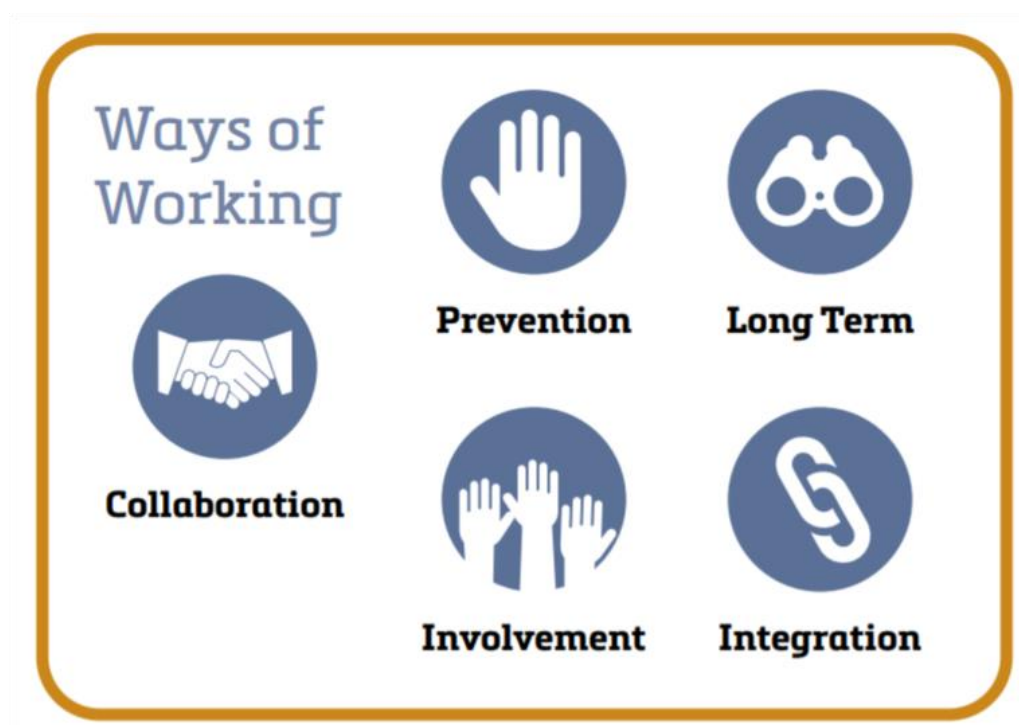 Ways of
Working
Prevention
Long Term
Collaboration
Involvement
Integration